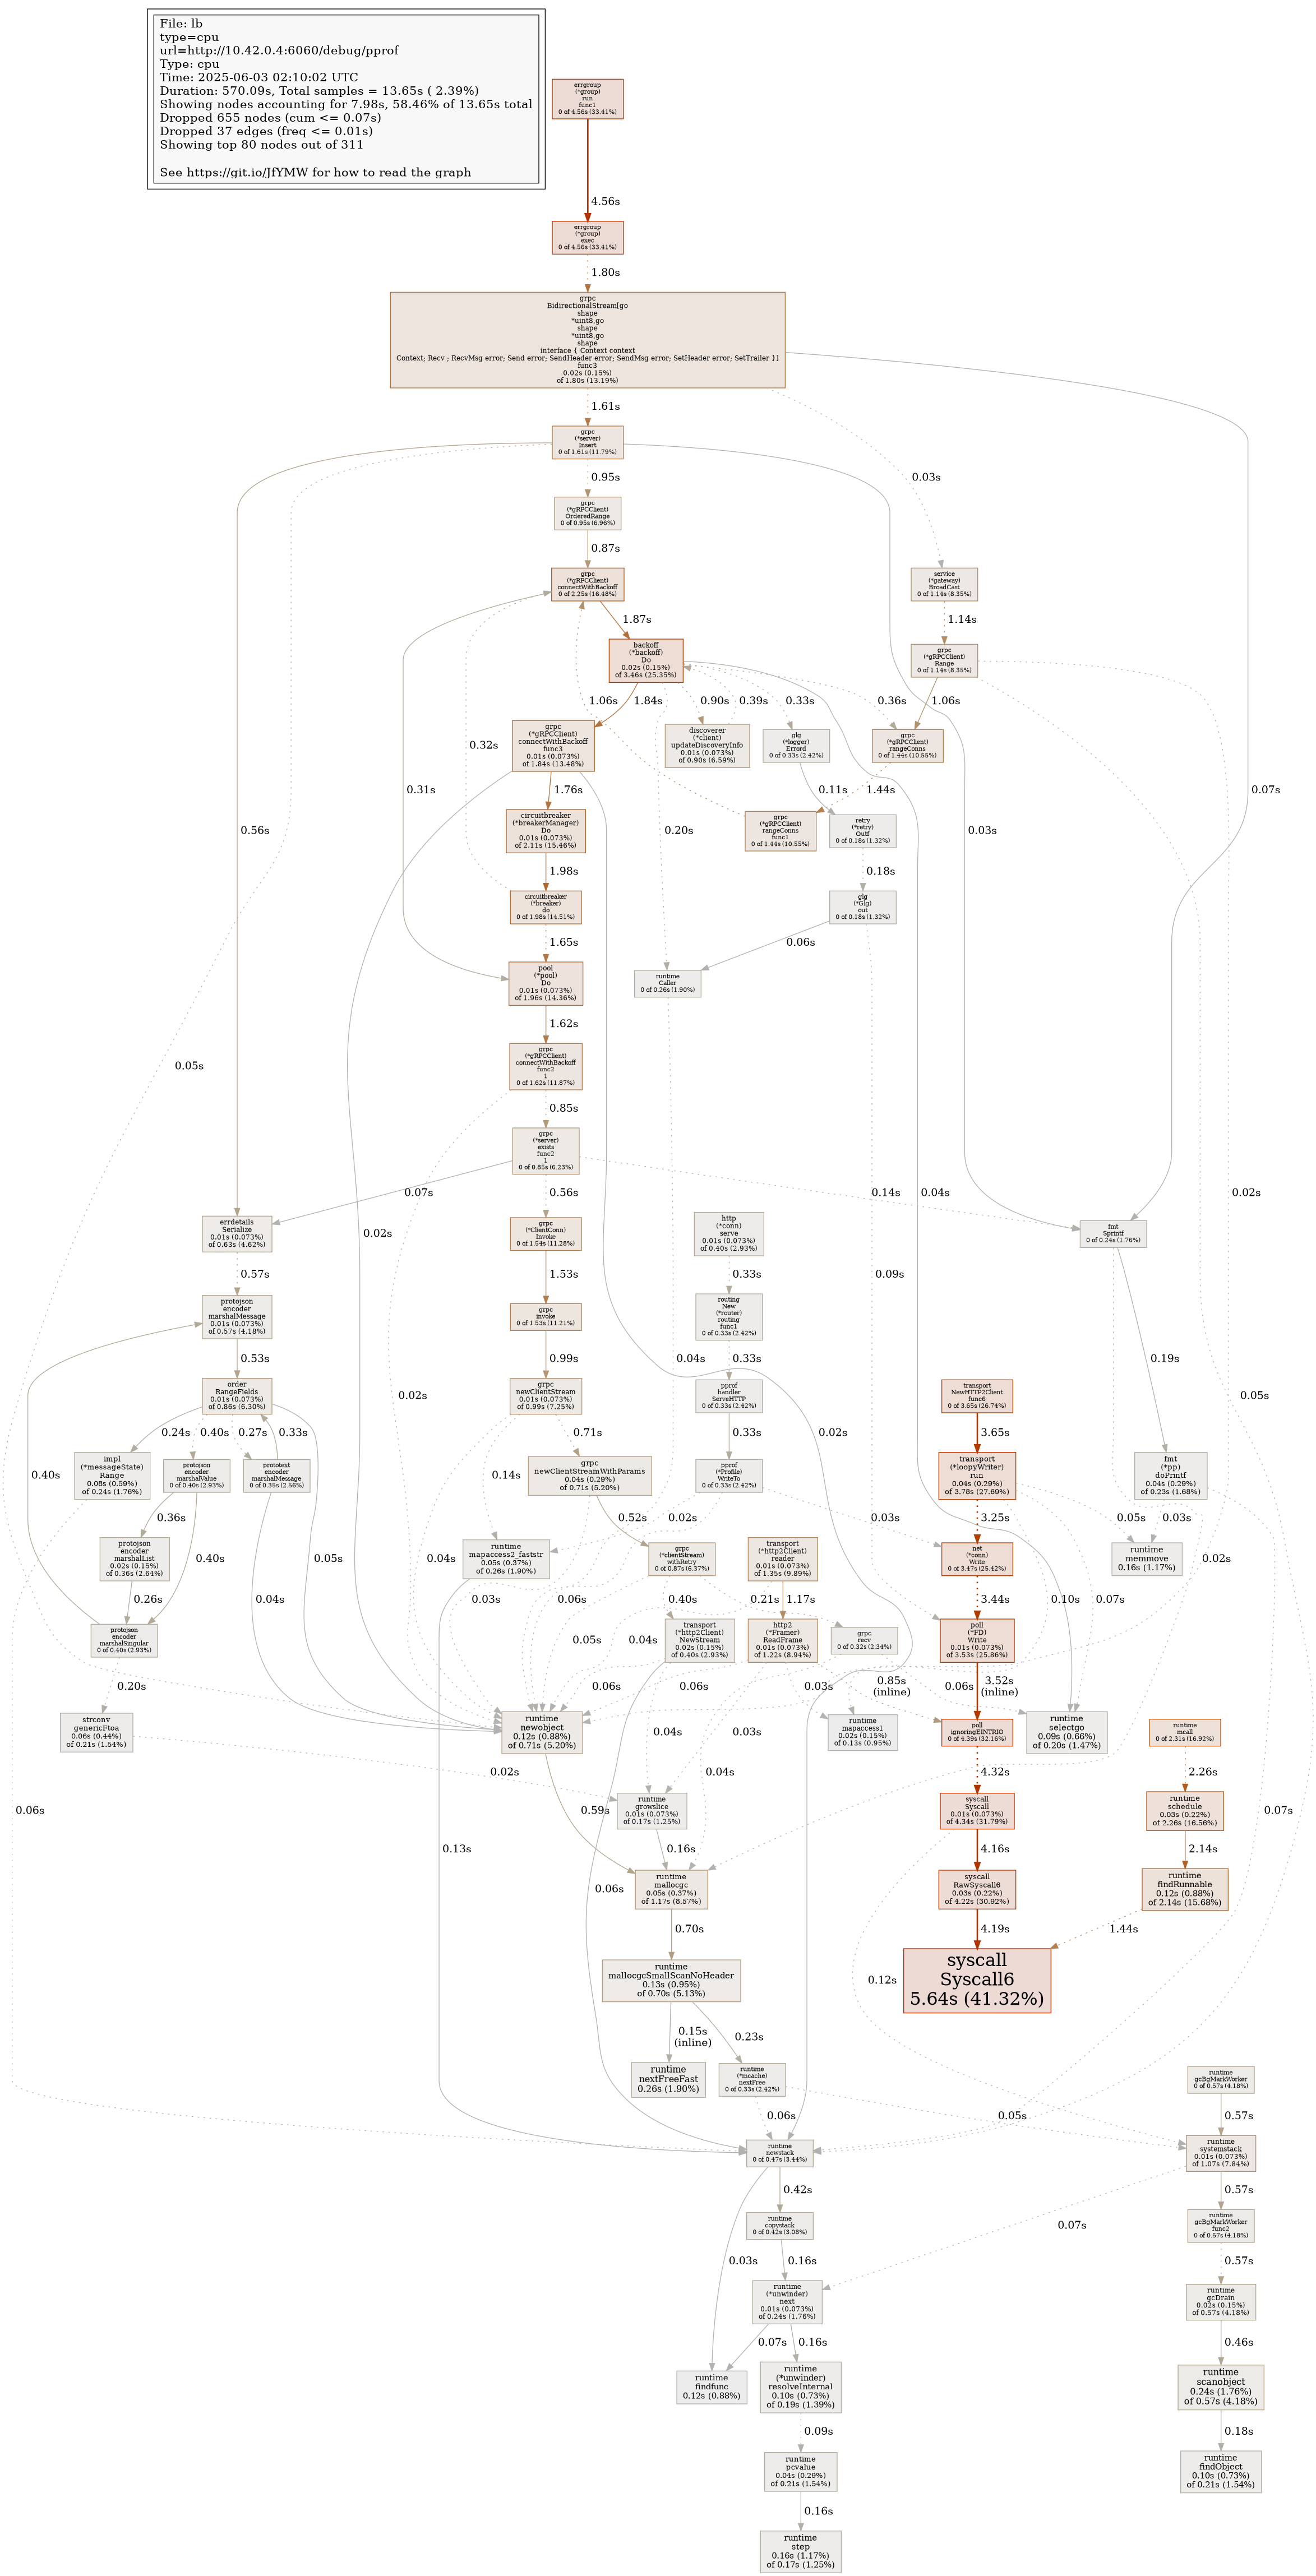 File: lb
type=cpu
url=http://10.42.0.4:6060/debug/pprof
Type: cpu
Time: 2025-06-03 02:10:02 UTC
Duration: 570.09s, Total samples = 13.65s ( 2.39%)
Showing nodes accounting for 7.98s, 58.46% of 13.65s total
Dropped 655 nodes (cum <= 0.07s)
Dropped 37 edges (freq <= 0.01s)
Showing top 80 nodes out of 311
See https://git.io/JfYMW for how to read the graph
errgroup
(*group)
run
func1
0 of 4.56s (33.41%)
4.56s
errgroup
(*group)
exec
0 of 4.56s (33.41%)
1.80s
grpc
BidirectionalStream[go
shape
*uint8,go
shape
*uint8,go
shape
interface { Context context
Context; Recv ; RecvMsg error; Send error; SendHeader error; SendMsg error; SetHeader error; SetTrailer }]
func3
0.02s (0.15%)
of 1.80s (13.19%)
1.61s
0.03s
0.07s
grpc
(*server)
Insert
0 of 1.61s (11.79%)
0.95s
0.56s
0.05s
0.03s
grpc
(*gRPCClient)
OrderedRange
0 of 0.95s (6.96%)
0.87s
grpc
(*gRPCClient)
connectWithBackoff
0 of 2.25s (16.48%)
1.87s
0.31s
service
(*gateway)
BroadCast
0 of 1.14s (8.35%)
1.14s
backoff
(*backoff)
Do
0.02s (0.15%)
of 3.46s (25.35%)
1.84s
0.90s
0.39s
0.33s
0.36s
0.20s
0.04s
grpc
(*gRPCClient)
Range
0 of 1.14s (8.35%)
1.06s
0.02s
0.05s
grpc
(*gRPCClient)
connectWithBackoff
func3
0.01s (0.073%)
of 1.84s (13.48%)
1.76s
0.02s
0.02s
discoverer
(*client)
updateDiscoveryInfo
0.01s (0.073%)
of 0.90s (6.59%)
glg
(*logger)
Errord
0 of 0.33s (2.42%)
0.11s
grpc
(*gRPCClient)
rangeConns
0 of 1.44s (10.55%)
1.44s
circuitbreaker
(*breakerManager)
Do
0.01s (0.073%)
of 2.11s (15.46%)
1.98s
grpc
(*gRPCClient)
rangeConns
func1
0 of 1.44s (10.55%)
1.06s
retry
(*retry)
Outf
0 of 0.18s (1.32%)
0.18s
circuitbreaker
(*breaker)
do
0 of 1.98s (14.51%)
1.65s
0.32s
glg
(*Glg)
out
0 of 0.18s (1.32%)
0.06s
0.09s
pool
(*pool)
Do
0.01s (0.073%)
of 1.96s (14.36%)
1.62s
runtime
Caller
0 of 0.26s (1.90%)
0.04s
grpc
(*gRPCClient)
connectWithBackoff
func2
1
0 of 1.62s (11.87%)
0.85s
0.02s
grpc
(*server)
exists
func2
1
0 of 0.85s (6.23%)
0.07s
0.56s
0.14s
errdetails
Serialize
0.01s (0.073%)
of 0.63s (4.62%)
0.57s
grpc
(*ClientConn)
Invoke
0 of 1.54s (11.28%)
1.53s
http
(*conn)
serve
0.01s (0.073%)
of 0.40s (2.93%)
0.33s
fmt
Sprintf
0 of 0.24s (1.76%)
0.19s
0.02s
protojson
encoder
marshalMessage
0.01s (0.073%)
of 0.57s (4.18%)
0.53s
grpc
invoke
0 of 1.53s (11.21%)
0.99s
routing
New
(*router)
routing
func1
0 of 0.33s (2.42%)
0.33s
order
RangeFields
0.01s (0.073%)
of 0.86s (6.30%)
0.24s
0.40s
0.27s
0.33s
0.05s
grpc
newClientStream
0.01s (0.073%)
of 0.99s (7.25%)
0.71s
0.14s
0.04s
pprof
handler
ServeHTTP
0 of 0.33s (2.42%)
0.33s
transport
NewHTTP2Client
func6
0 of 3.65s (26.74%)
3.65s
impl
(*messageState)
Range
0.08s (0.59%)
of 0.24s (1.76%)
0.06s
protojson
encoder
marshalValue
0 of 0.40s (2.93%)
0.36s
0.40s
prototext
encoder
marshalMessage
0 of 0.35s (2.56%)
0.04s
grpc
newClientStreamWithParams
0.04s (0.29%)
of 0.71s (5.20%)
0.52s
0.03s
pprof
(*Profile)
WriteTo
0 of 0.33s (2.42%)
0.02s
0.03s
transport
(*loopyWriter)
run
0.04s (0.29%)
of 3.78s (27.69%)
3.25s
0.05s
0.10s
0.07s
fmt
(*pp)
doPrintf
0.04s (0.29%)
of 0.23s (1.68%)
0.03s
0.07s
protojson
encoder
marshalList
0.02s (0.15%)
of 0.36s (2.64%)
0.26s
runtime
mapaccess2_faststr
0.05s (0.37%)
of 0.26s (1.90%)
0.13s
grpc
(*clientStream)
withRetry
0 of 0.87s (6.37%)
0.40s
0.21s
0.06s
transport
(*http2Client)
reader
0.01s (0.073%)
of 1.35s (9.89%)
1.17s
0.05s
0.04s
net
(*conn)
Write
0 of 3.47s (25.42%)
3.44s
runtime
memmove
0.16s (1.17%)
protojson
encoder
marshalSingular
0 of 0.40s (2.93%)
0.40s
0.20s
transport
(*http2Client)
NewStream
0.02s (0.15%)
of 0.40s (2.93%)
0.06s
0.04s
0.06s
http2
(*Framer)
ReadFrame
0.01s (0.073%)
of 1.22s (8.94%)
0.85s
(inline)
0.06s
0.03s
0.04s
0.03s
0.06s
grpc
recv
0 of 0.32s (2.34%)
poll
(*FD)
Write
0.01s (0.073%)
of 3.53s (25.86%)
3.52s
(inline)
strconv
genericFtoa
0.06s (0.44%)
of 0.21s (1.54%)
0.02s
runtime
newobject
0.12s (0.88%)
of 0.71s (5.20%)
0.59s
runtime
mapaccess1
0.02s (0.15%)
of 0.13s (0.95%)
poll
ignoringEINTRIO
0 of 4.39s (32.16%)
4.32s
runtime
selectgo
0.09s (0.66%)
of 0.20s (1.47%)
runtime
mcall
0 of 2.31s (16.92%)
2.26s
runtime
growslice
0.01s (0.073%)
of 0.17s (1.25%)
0.16s
syscall
Syscall
0.01s (0.073%)
of 4.34s (31.79%)
4.16s
0.12s
runtime
schedule
0.03s (0.22%)
of 2.26s (16.56%)
2.14s
runtime
mallocgc
0.05s (0.37%)
of 1.17s (8.57%)
0.70s
syscall
RawSyscall6
0.03s (0.22%)
of 4.22s (30.92%)
4.19s
runtime
findRunnable
0.12s (0.88%)
of 2.14s (15.68%)
1.44s
runtime
mallocgcSmallScanNoHeader
0.13s (0.95%)
of 0.70s (5.13%)
0.15s
(inline)
0.23s
syscall
Syscall6
5.64s (41.32%)
runtime
nextFreeFast
0.26s (1.90%)
runtime
(*mcache)
nextFree
0 of 0.33s (2.42%)
0.06s
0.05s
runtime
gcBgMarkWorker
0 of 0.57s (4.18%)
0.57s
runtime
newstack
0 of 0.47s (3.44%)
0.42s
0.03s
runtime
systemstack
0.01s (0.073%)
of 1.07s (7.84%)
0.57s
0.07s
runtime
copystack
0 of 0.42s (3.08%)
0.16s
runtime
gcBgMarkWorker
func2
0 of 0.57s (4.18%)
0.57s
runtime
(*unwinder)
next
0.01s (0.073%)
of 0.24s (1.76%)
0.07s
0.16s
runtime
gcDrain
0.02s (0.15%)
of 0.57s (4.18%)
0.46s
runtime
findfunc
0.12s (0.88%)
runtime
(*unwinder)
resolveInternal
0.10s (0.73%)
of 0.19s (1.39%)
0.09s
runtime
scanobject
0.24s (1.76%)
of 0.57s (4.18%)
0.18s
runtime
pcvalue
0.04s (0.29%)
of 0.21s (1.54%)
0.16s
runtime
findObject
0.10s (0.73%)
of 0.21s (1.54%)
runtime
step
0.16s (1.17%)
of 0.17s (1.25%)